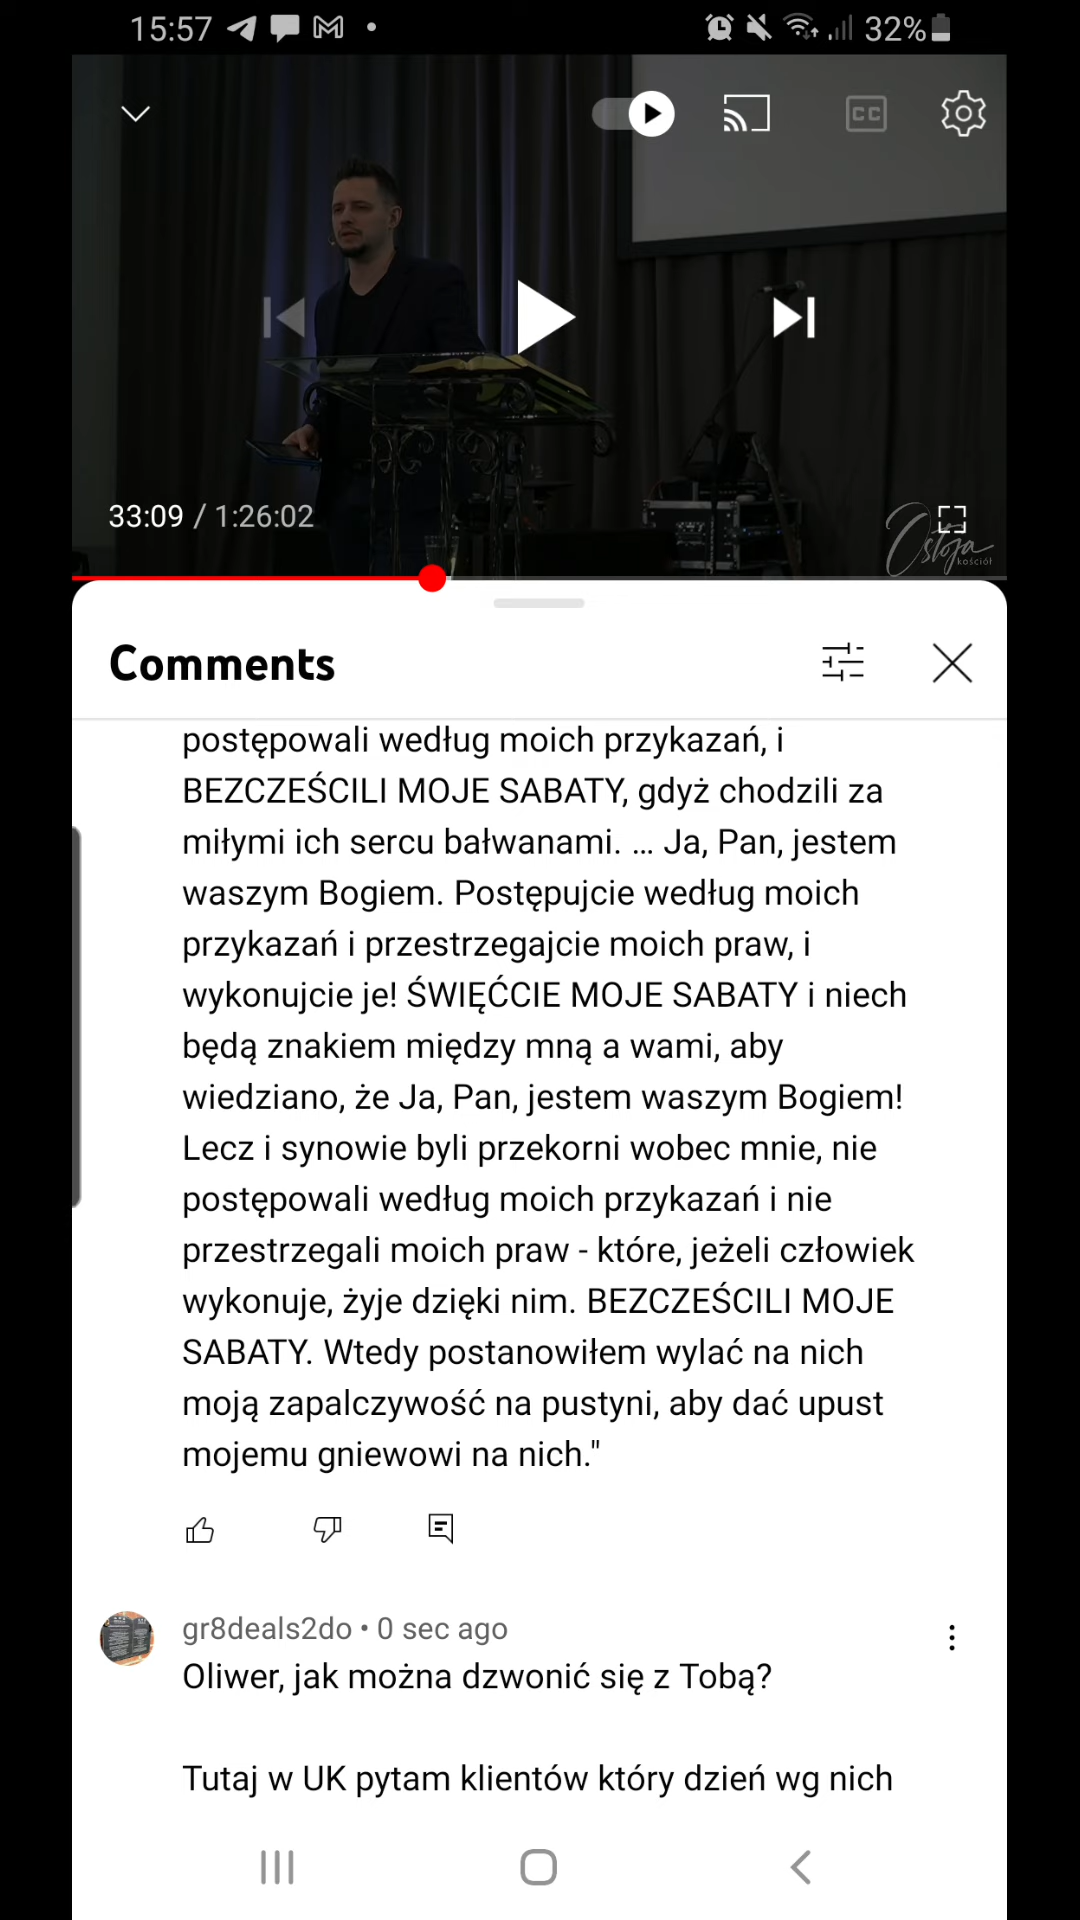 15:57
32%
CC
33:09 / 1:26:02
Ostoja
kościół
Comments
postępowali według moich przykazań, i
BEZCZEŚCILI MOJE SABATY, gdyż chodzili za
miłymi ich sercu bałwanami. ... Ja, Pan, jestem
waszym Bogiem. Postępujcie według moich
przykazań i przestrzegajcie moich praw, i
wykonujcie je! ŚWIĘĆCIE MOJE SABATY i niech
będą znakiem między mną a wami, aby
wiedziano, że Ja, Pan, jestem waszym Bogiem!
Lecz i synowie byli przekorni wobec mnie, nie
postępowali według moich przykazań i nie
przestrzegali moich praw - które, jeżeli człowiek
wykonuje, żyje dzięki nim. BEZCZEŚCILI MOJE
SABATY. Wtedy postanowiłem wylać na nich
moją zapalczywość na pustyni, aby dać upust
mojemu gniewowi na nich."
gr8deals2do • 0 sec ago
Oliwer, jak można dzwonić się z Tobą?
Tutaj w UK pytam klientów który dzień wg nich